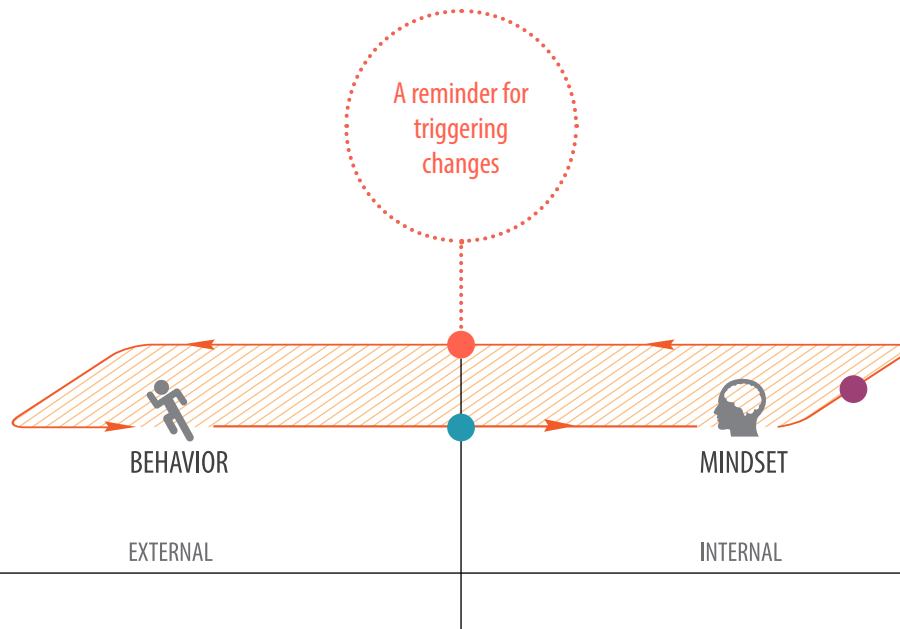 A reminder for
triggering
changes
BEHAVIOR
MINDSET
EXTERNAL
INTERNAL